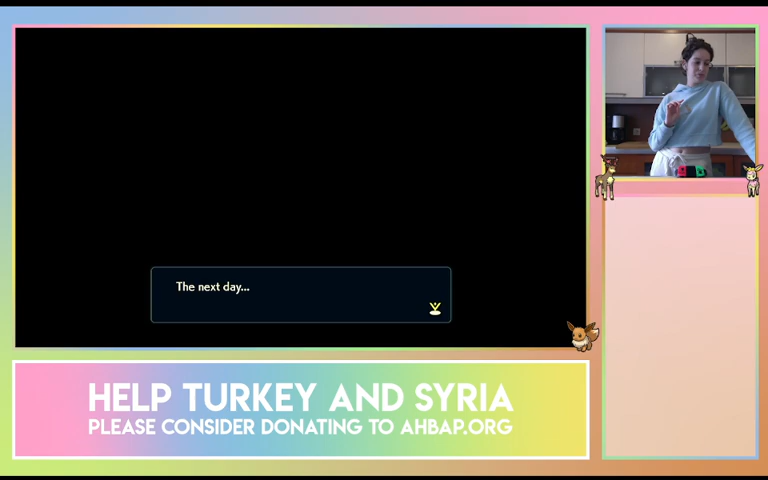 The next day...
HELP TURKEY AND SYRIA
PLEASE CONSIDER DONATING TO AHBAP.ORG